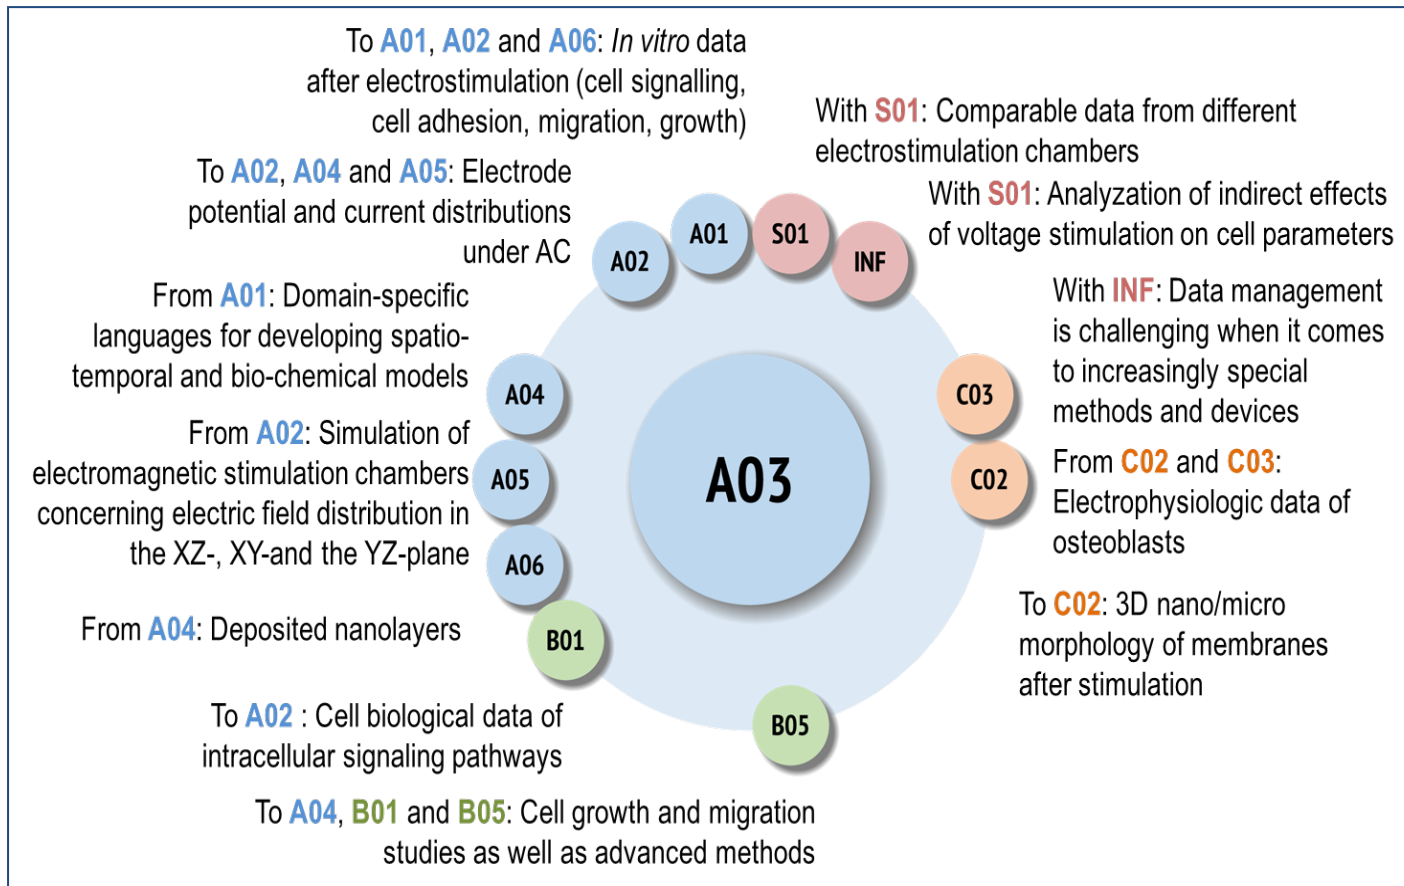 To A01, A02 and A06: In vitro data
after electrostimulation (cell signalling,
cell adhesion, migration, growth)
To A02, A04 and A05: Electrode
potential and current distributions
under AC
From A01: Domain-specific
languages for developing spatio-
temporal and bio-chemical models
From A02: Simulation of
electromagnetic stimulation chambers
concerning electric field distribution in
the XZ-, XY-and the YZ-plane
From A04: Deposited nanolayers
To A02 : Cell biological data of
intracellular signaling pathways
To A04, B01 and B05: Cell growth and migration
studies as well as advanced methods
A02
A01
S01
INF
A04
A05
A06
B01
B05
C03
C02
A03
With S01: Comparable data from different
electrostimulation chambers
With S01: Analyzation of indirect effects
of voltage stimulation on cell parameters
With INF: Data management
is challenging when it comes
to increasingly special
methods and devices
From C02 and C03:
Electrophysiologic data of
osteoblasts
To C02: 3D nano/micro
morphology of membranes
after stimulation